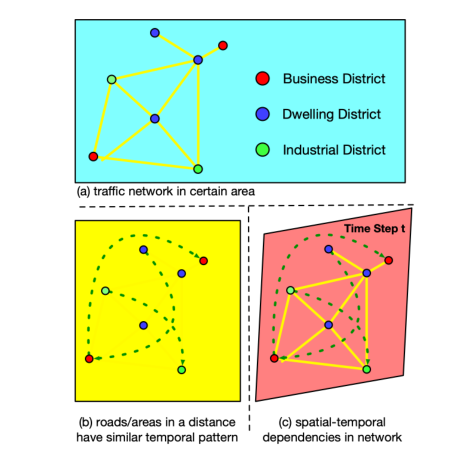 Business District
Dwelling District
Industrial District
(a) traffic network in certain area
Time Step t
(b) roads/areas in a distance
have similar temporal pattern
(c) spatial-temporal
dependencies in network